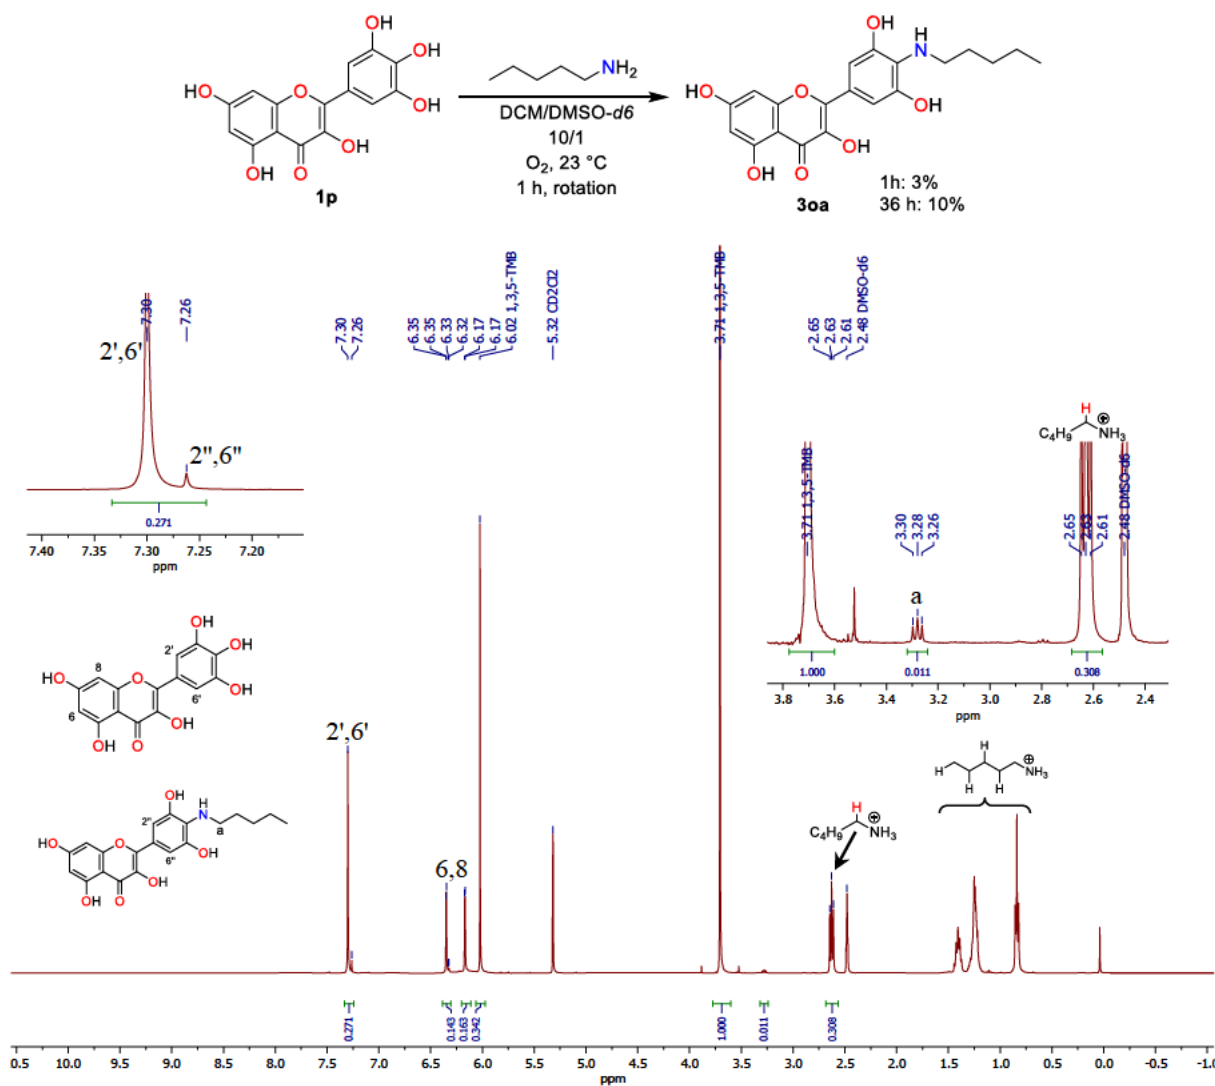 OH
OH
OH
HO
O
OH
OH
O
1p
NH2
DCM/DMSO-d6
10/1
O2, 23 °C
1 h, rotation
OH
H
N
OH
HO
O
OH
OH
O
3oa
1h: 3%
36 h: 10%
7.30
7.26
2',6'
2'',6''
0.271
7.40 7.35 7.30 7.25 7.20
ppm
7.30
7.26
6.35
6.35
6.33
6.32
6.17
6.17
6.02 1,3,5-TMB
5.32 CD2Cl2
3.71 1,3,5-TMB
2.65
2.63
2.61
2.48 DMSO-d6
3.71 1,3,5-TMB
3.30
3.28
3.26
a
H
C4H9
NH3
⊕
2.65
2.63
2.61
2.48 DMSO-d6
1.000
0.011
0.308
3.8 3.6 3.4 3.2 3.0 2.8 2.6 2.4
ppm
OH
OH
OH
2'
6'
8
6
HO
O
OH
OH
O
OH
H
N
a
OH
2''
6''
HO
O
OH
OH
O
2',6'
6,8
H
C4H9
NH3
⊕
H
H
H
H
NH3
⊕
0.271
0.143
0.163
0.342
1.000
0.011
0.308
0.5 10.0 9.5 9.0 8.5 8.0 7.5 7.0 6.5 6.0 5.5 5.0 4.5 4.0 3.5 3.0 2.5 2.0 1.5 1.0 0.5 0.0 -0.5 -1.0
ppm